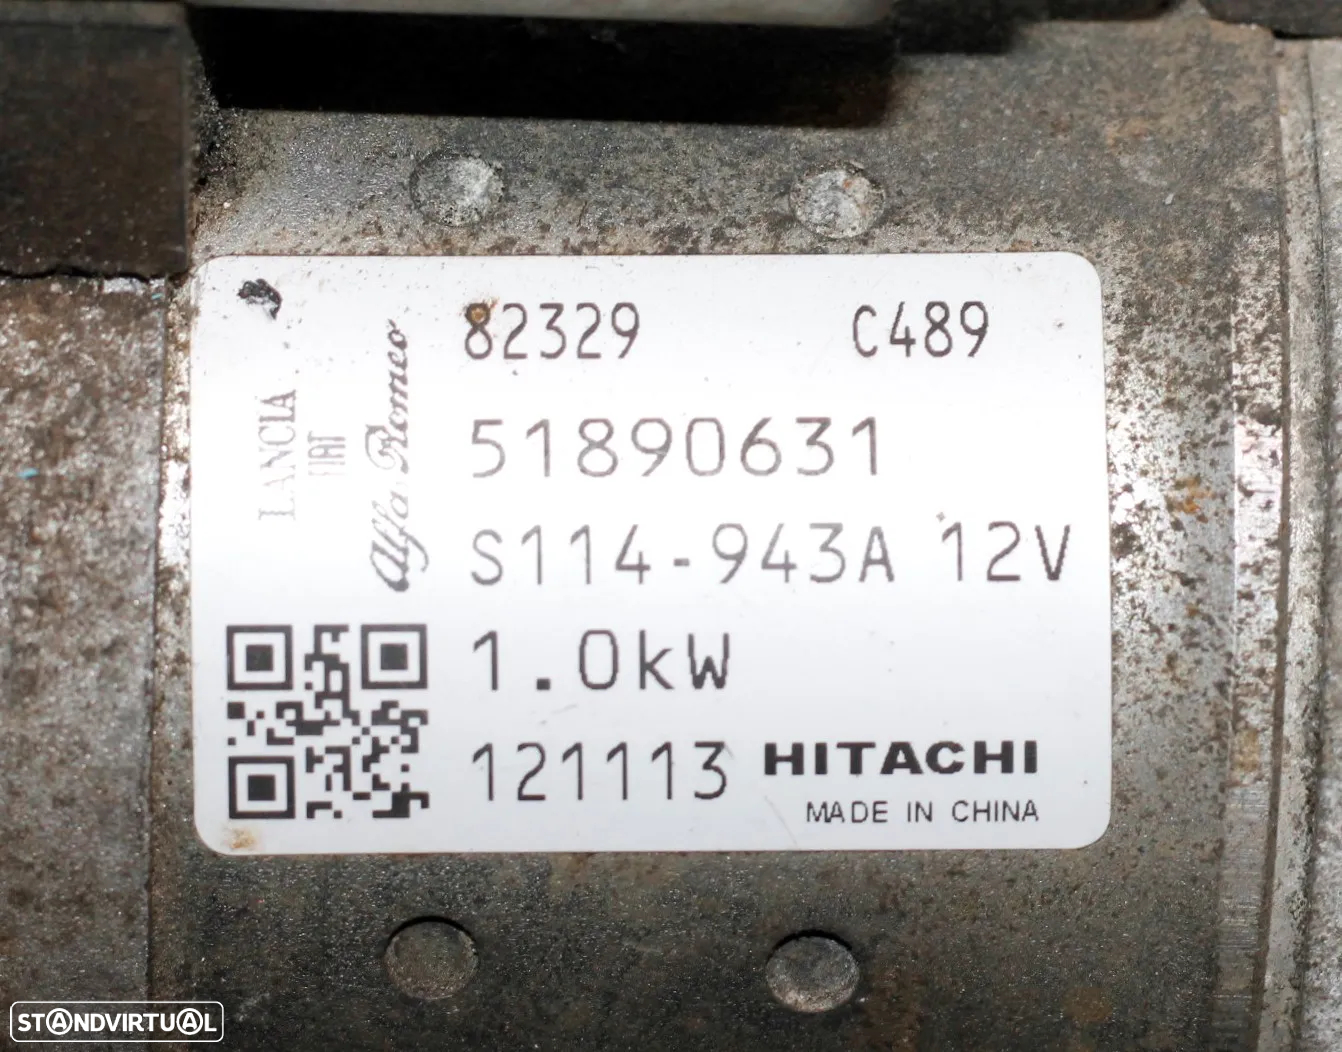 82329 C489
LANCIA
FIAT
Alfa Romeo
51890631
S114-943A 12V
1.0kW
121113 HITACHI
MADE IN CHINA
STANDVIRTUAL